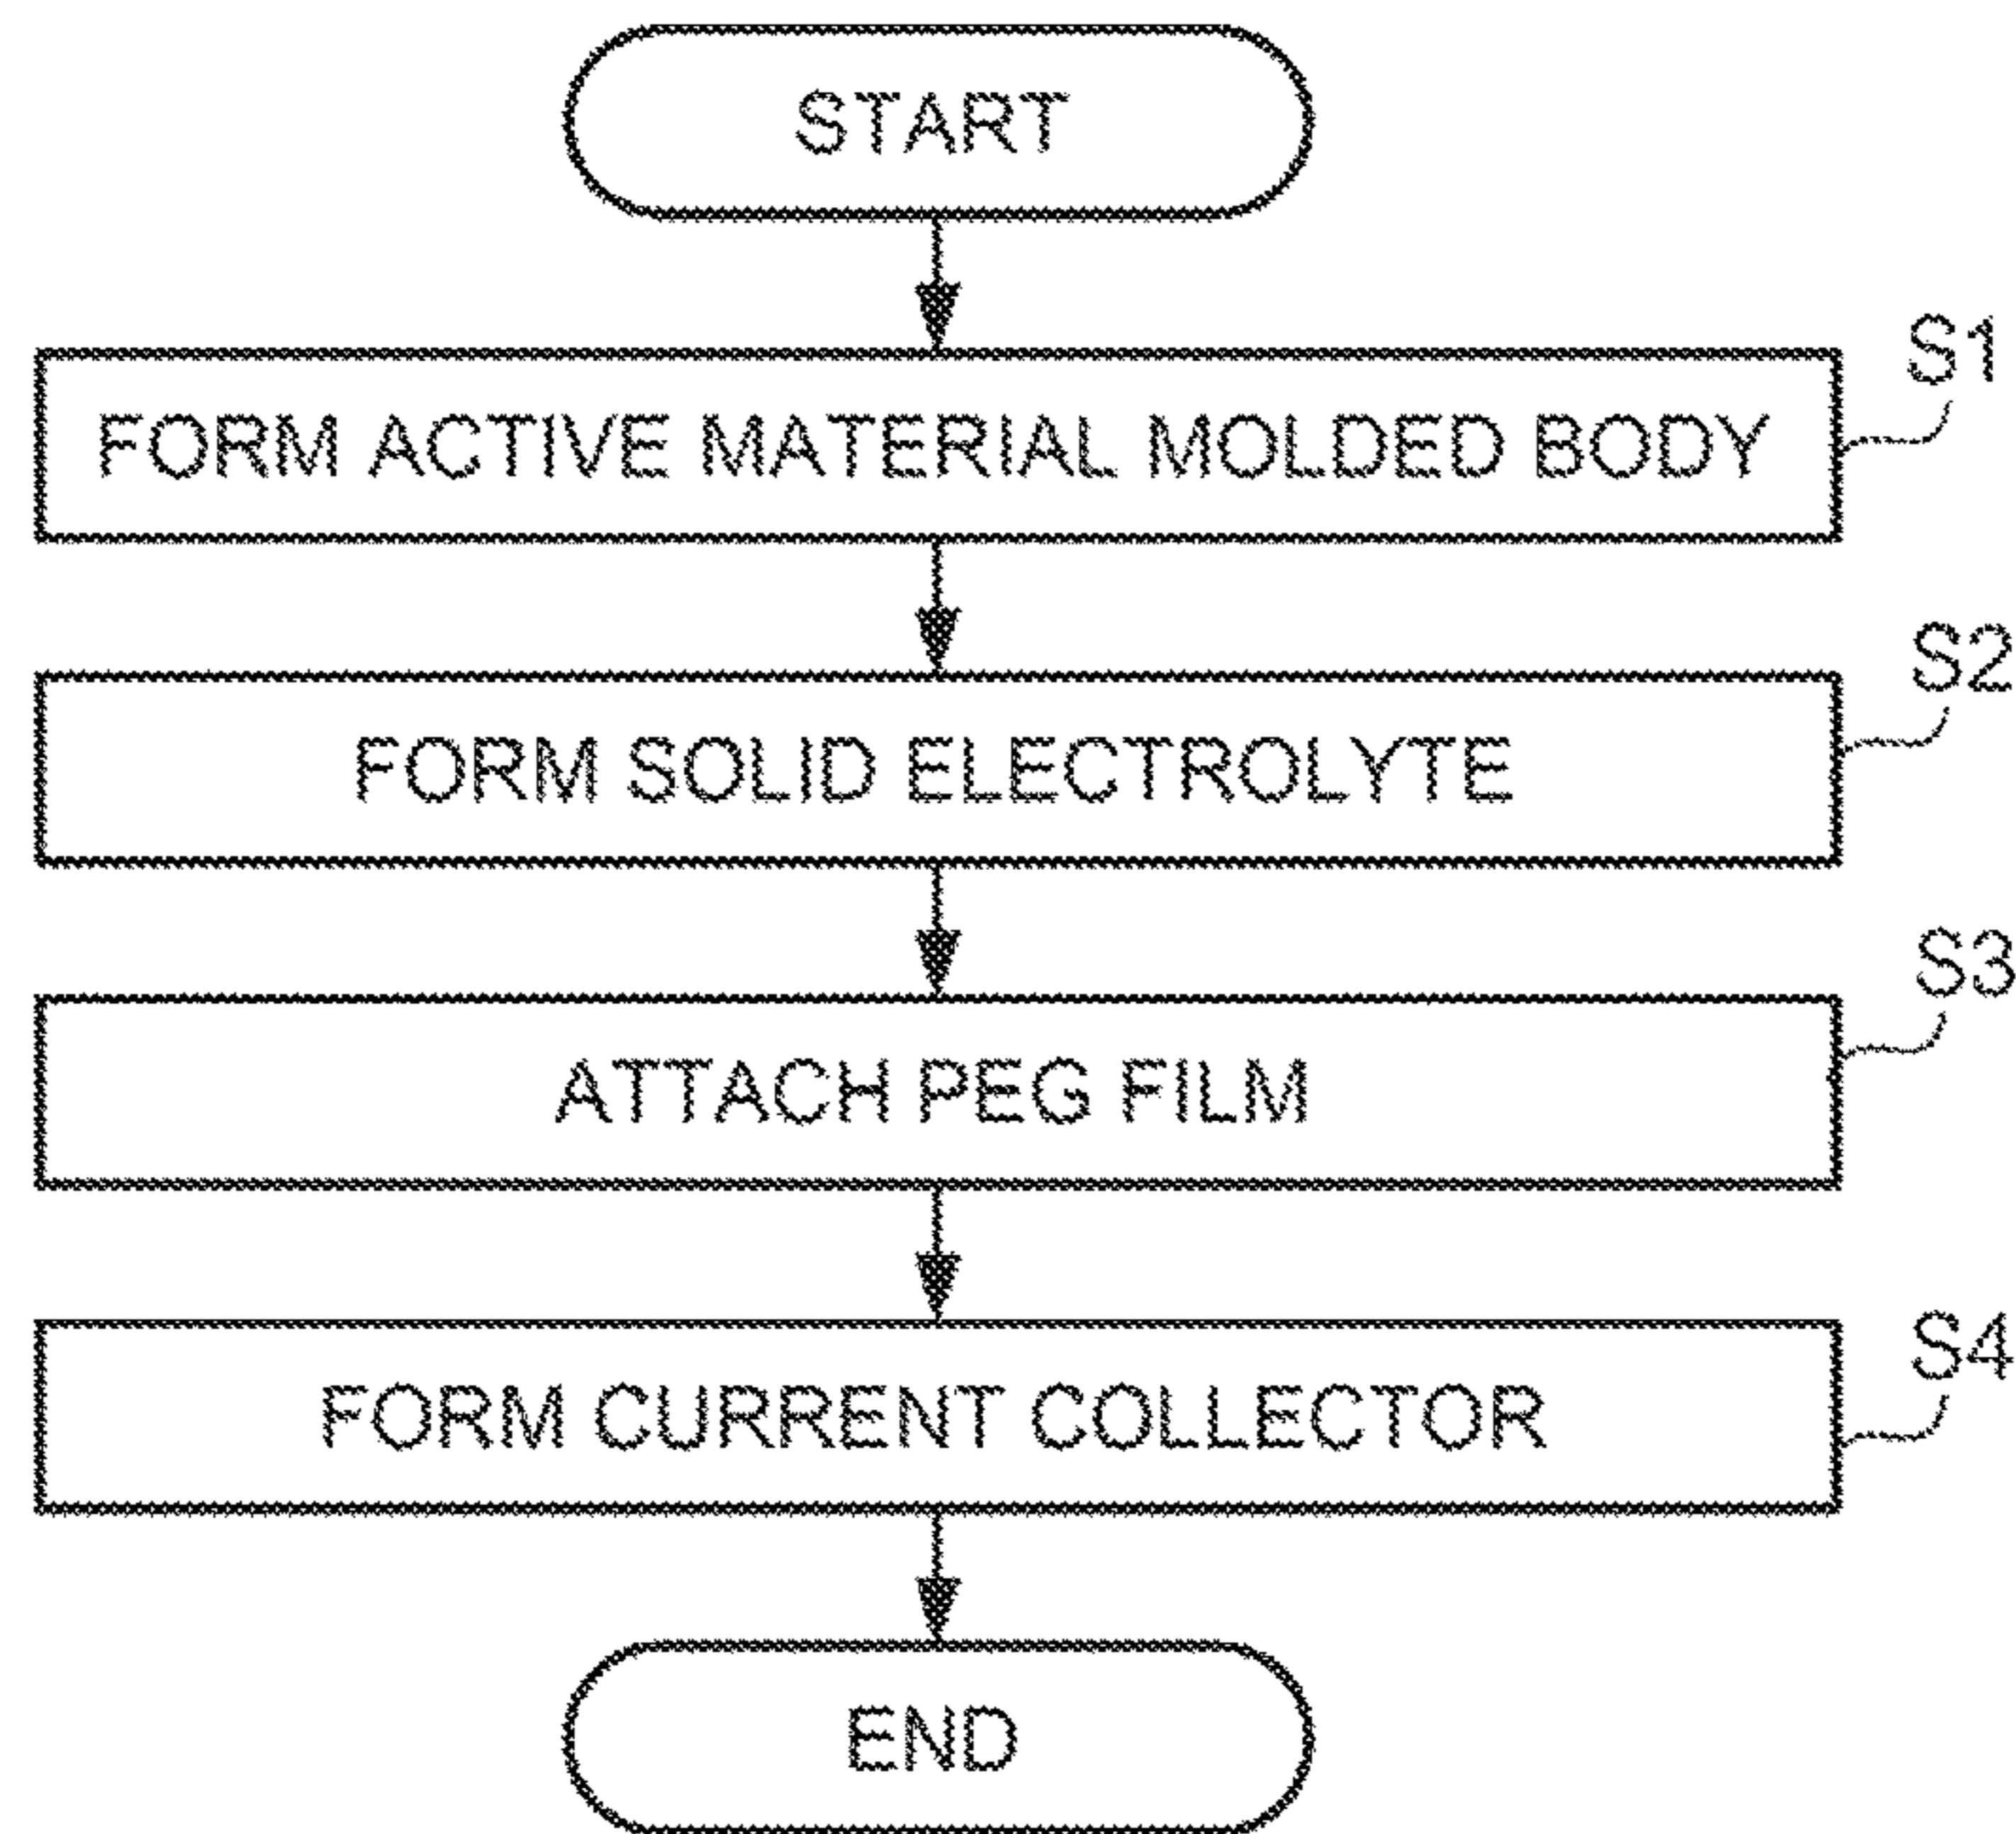 START
S1
FORM ACTIVE MATERIAL MOLDED BODY
S2
FORM SOLID ELECTROLYTE
S3
ATTACH PEG FILM
S4
FORM CURRENT COLLECTOR
END